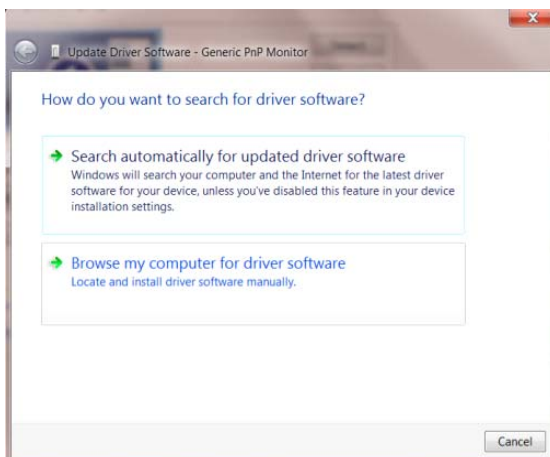 Update Driver Software - Generic PnP Monitor
How do you want to search for driver software?
Search automatically for updated driver software
Windows will search your computer and the Internet for the latest driver
software for your device, unless you've disabled this feature in your device
installation settings.
Browse my computer for driver software
Locate and install driver software manually.
Cancel